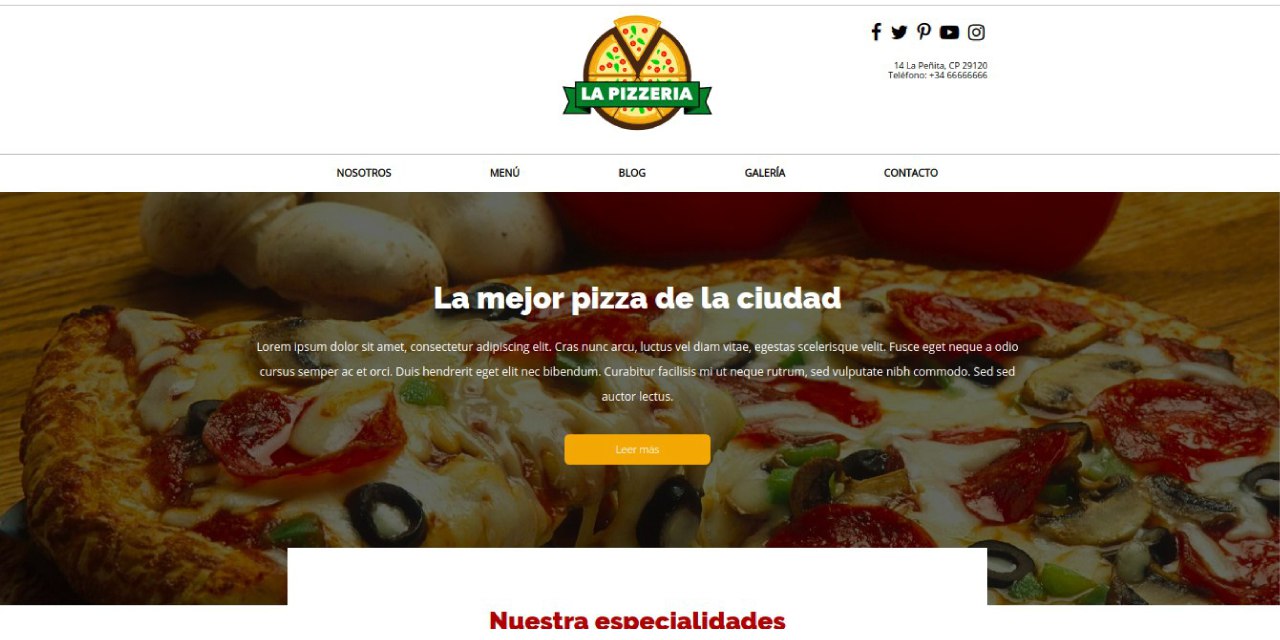 LA PIZZERIA
14 La Peñita, CP 29120
Teléfono: +34 66666666
NOSOTROS
MENÚ
BLOG
GALERÍA
CONTACTO
La mejor pizza de la ciudad
Lorem ipsum dolor sit amet, consectetur adipiscing elit. Cras nunc arcu, luctus vel diam vitae, egestas scelerisque velit. Fusce eget neque a odio
cursus semper ac et orci. Duis hendrerit eget elit nec bibendum. Curabitur facilisis mi ut neque rutrum, sed vulputate nibh commodo. Sed sed
auctor lectus.
Leer más
Nuestra especialidades